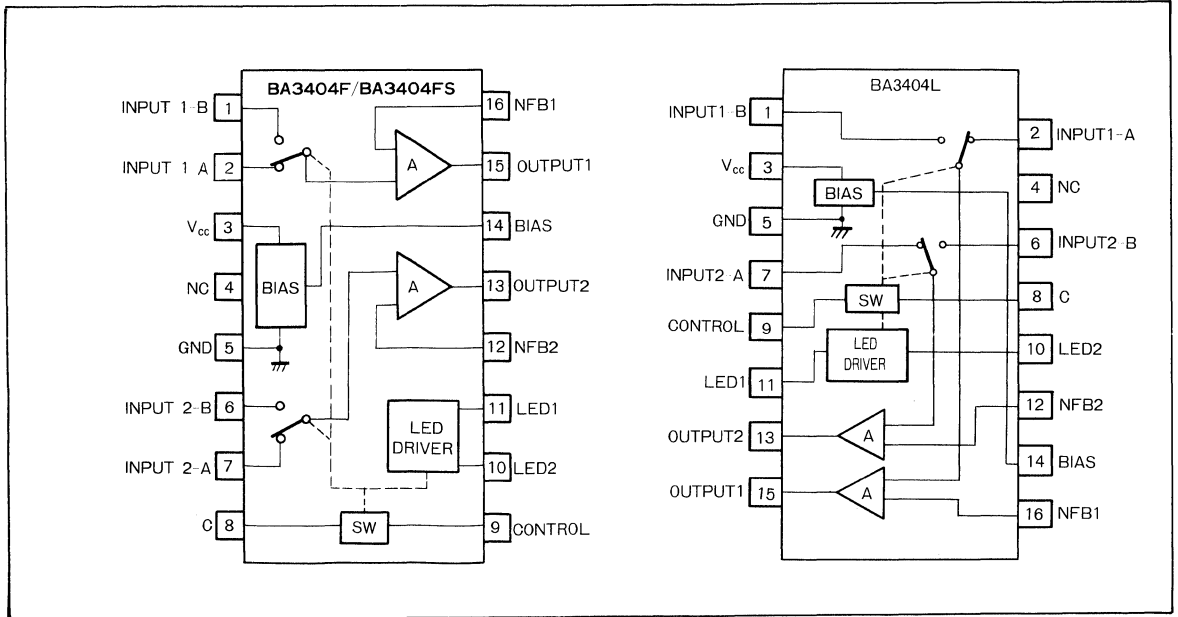 BA3404F/BA3404FS
INPUT 1-B 1
INPUT 1 A 2
Vcc 3
NC 4
GND 5
INPUT 2-B 6
INPUT 2-A 7
C 8
16 NFB1
15 OUTPUT1
14 BIAS
13 OUTPUT2
12 NFB2
11 LED1
10 LED2
9 CONTROL
A
BIAS
A
LED
DRIVER
SW
BA3404L
INPUT1-B 1
Vcc 3
GND 5
INPUT2-A 7
CONTROL 9
LED1 11
OUTPUT2 13
OUTPUT1 15
2 INPUT1-A
4 NC
6 INPUT2-B
8 C
10 LED2
12 NFB2
14 BIAS
16 NFB1
BIAS
SW
LED
DRIVER
A
A